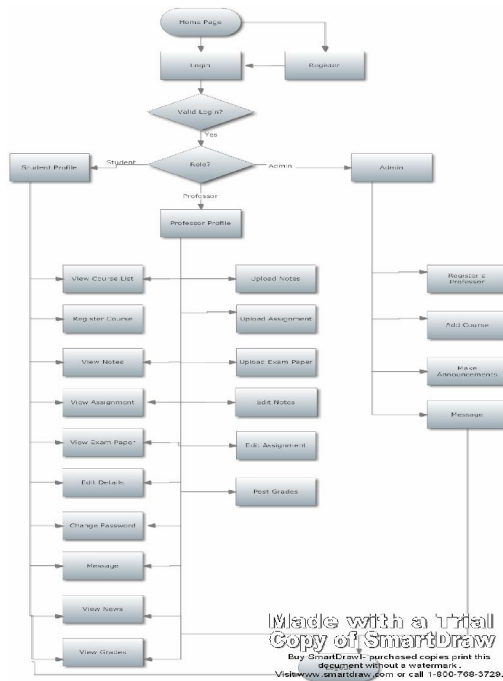 Home Page
Login
Register
Valid Login?
Yes
Student Profile
Student
Role?
Admin
Admin
Professor
Professor Profile
View Course List
Upload Notes
Register a
Professor
Register Course
Upload Assignment
Add Course
View Notes
Upload Exam Paper
Make
Announcements
View Assignment
Edit Notes
Message
View Exam Paper
Edit Assignment
Edit Details
Post Grades
Change Password
Message
View News
View Grades
Made with a Trial
Copy of SmartDraw
Buy SmartDraw!- purchased copies print this
document without a watermark .
Visit www.smartdraw.com or call 1-800-768-3729.